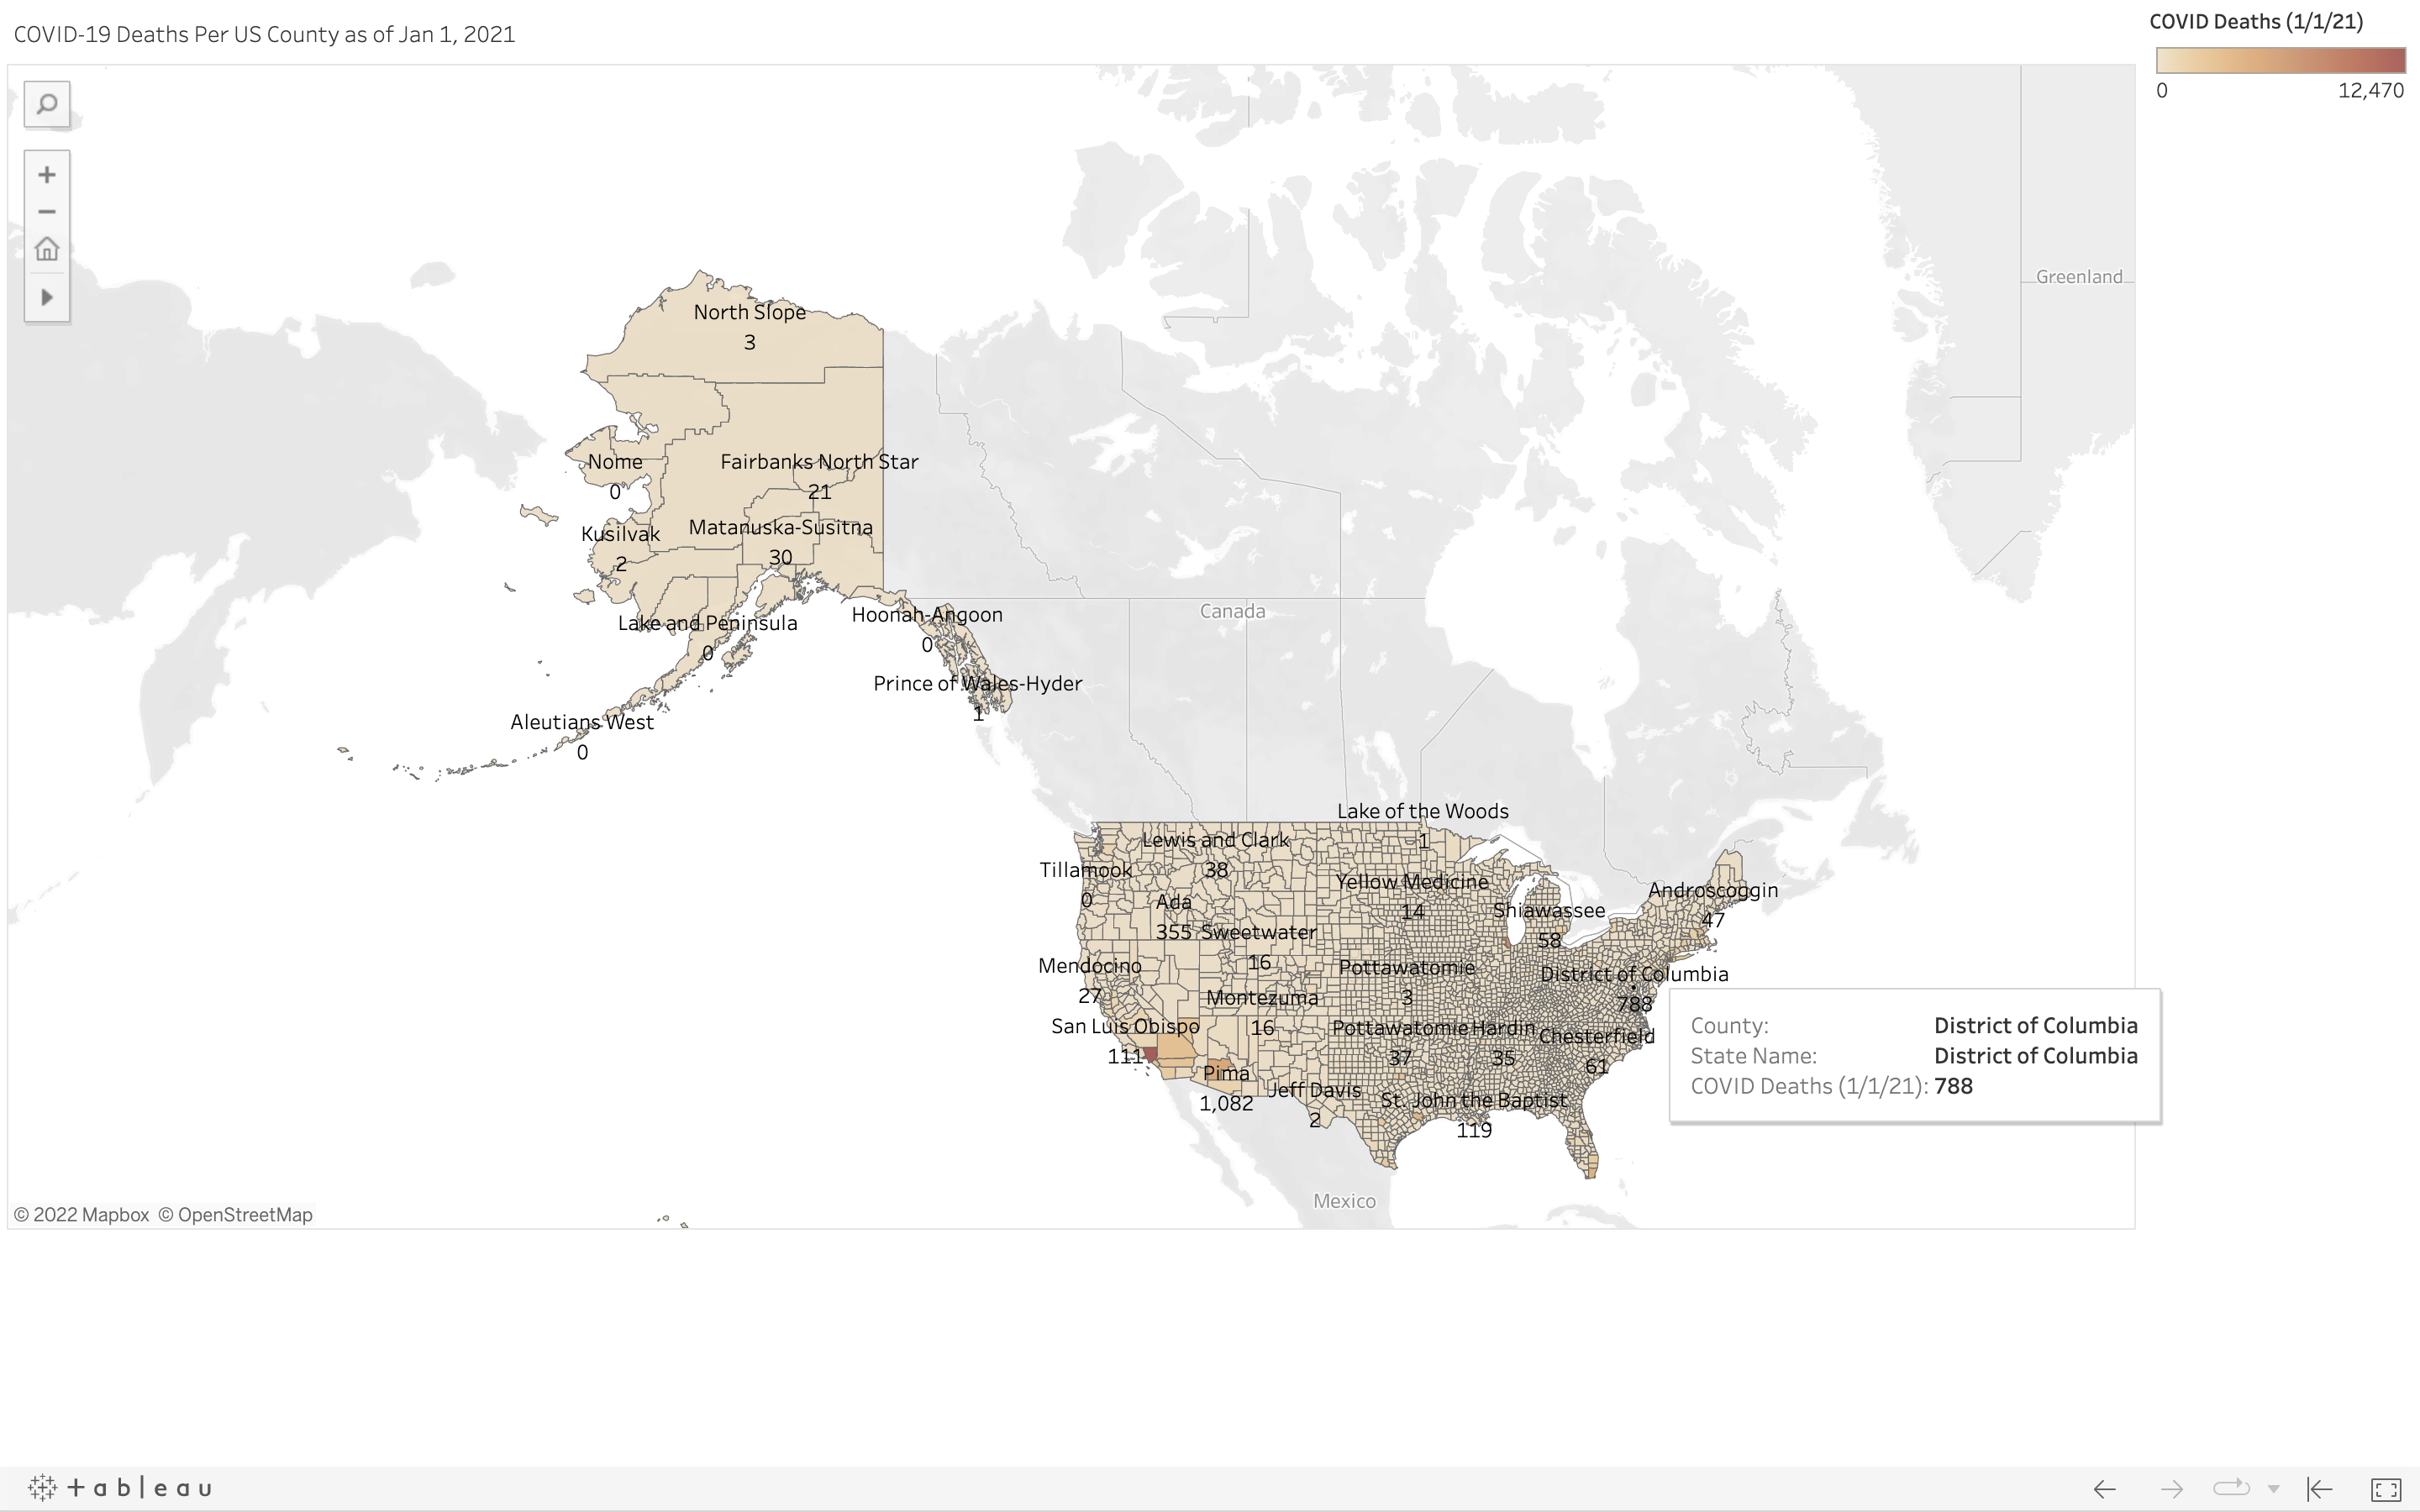 COVID-19 Deaths Per US County as of Jan 1, 2021
COVID Deaths (1/1/21)
0 12,470
Greenland
North Slope
3
Nome
0
Fairbanks North Star
21
Kusilvak
2
Matanuska-Susitna
30
Lake and Peninsula
0
Hoonah-Angoon
0
Canada
Prince of Wales-Hyder
1
Aleutians West
0
Lake of the Woods
1
Lewis and Clark
38
Tillamook
0
Yellow Medicine
14
Androscoggin
47
Ada
355
Shiawassee
58
Sweetwater
16
Mendocino
27
Pottawatomie
3
District of Columbia
788
Montezuma
16
San Luis Obispo
111
Pottawatomie
37
Hardin
35
Chesterfield
61
Pima
1,082
Jeff Davis
2
St. John the Baptist
119
County: District of Columbia
State Name: District of Columbia
COVID Deaths (1/1/21): 788
Mexico
© 2022 Mapbox © OpenStreetMap
+ableau